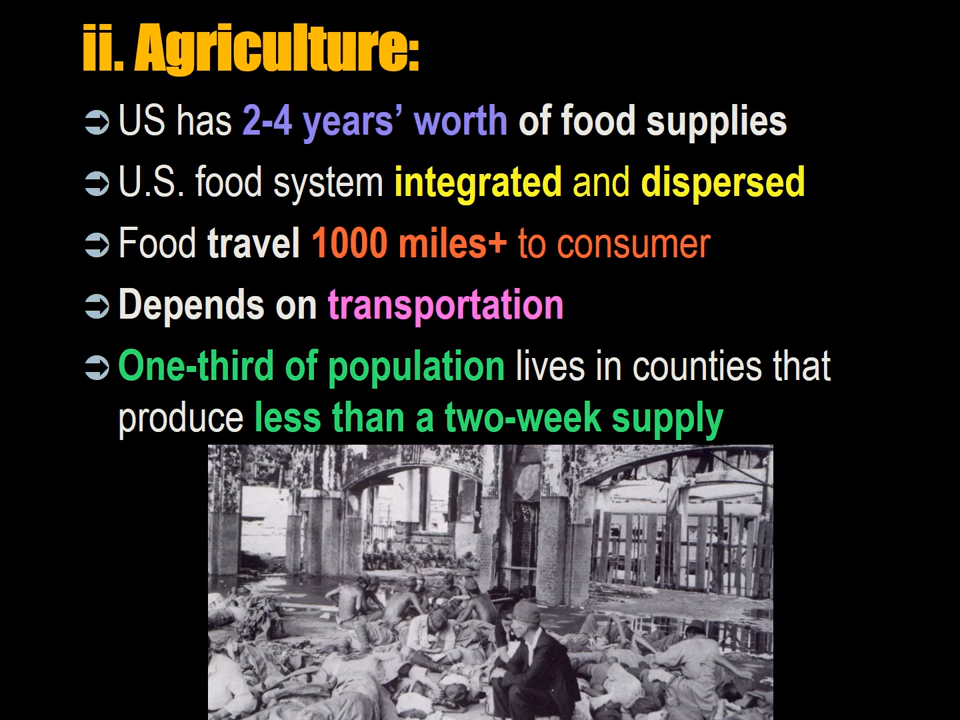 ii. Agriculture:
US has 2-4 years’ worth of food supplies
U.S. food system integrated and dispersed
Food travel 1000 miles+ to consumer
Depends on transportation
One-third of population lives in counties that
produce less than a two-week supply